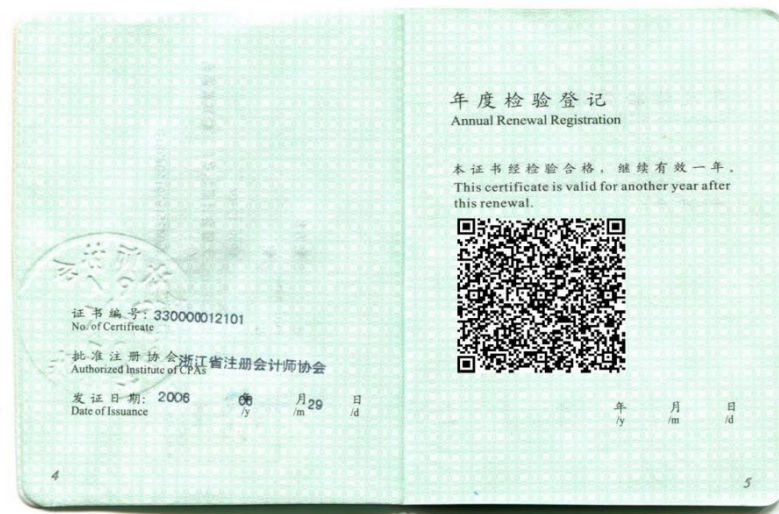 证书编号: 330000012101
No. of Certificate
批准注册协会浙江省注册会计师协会
Authorized Institute of CPAs
发证日期: 2006 年 06 月 29 日
Date of Issuance /y /m /d
4
年度检验登记
Annual Renewal Registration
本证书经检验合格，继续有效一年。
This certificate is valid for another year after
this renewal.
年 月 日
/y /m /d
5